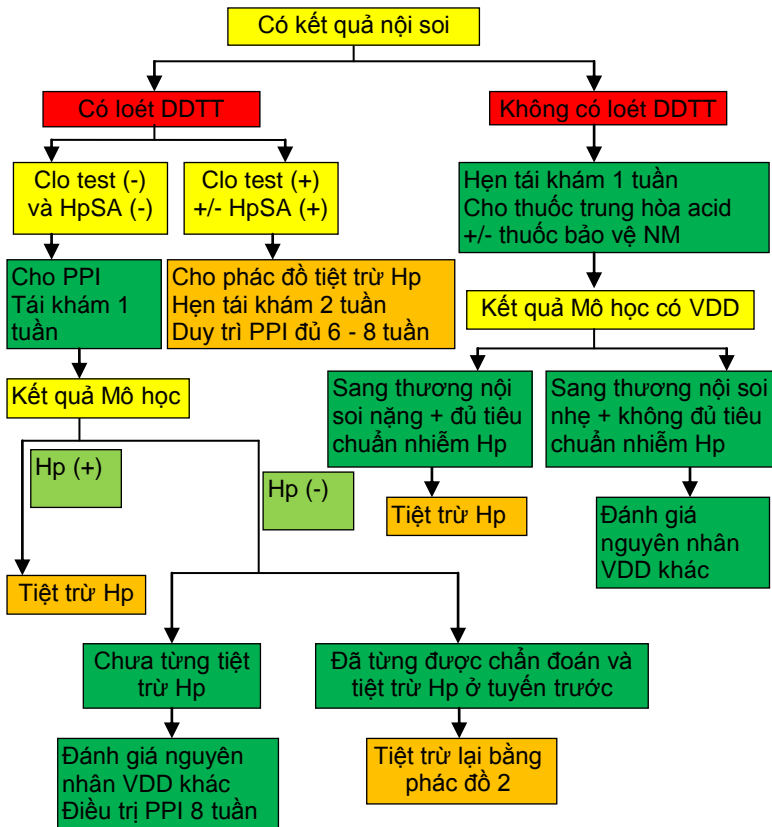 Có kết quả nội soi
Có loét DDTT
Không có loét DDTT
Clo test (-)
và HpSA (-)
Clo test (+)
+/- HpSA (+)
Hẹn tái khám 1 tuần
Cho thuốc trung hòa acid
+/- thuốc bảo vệ NM
Cho PPI
Tái khám 1
tuần
Cho phác đồ tiệt trừ Hp
Hẹn tái khám 2 tuần
Duy trì PPI đủ 6 - 8 tuần
Kết quả Mô học có VDD
Kết quả Mô học
Sang thương nội
soi nặng + đủ tiêu
chuẩn nhiễm Hp
Sang thương nội soi
nhẹ + không đủ tiêu
chuẩn nhiễm Hp
Hp (+)
Hp (-)
Tiệt trừ Hp
Đánh giá
nguyên nhân
VDD khác
Tiệt trừ Hp
Chưa từng tiệt
trừ Hp
Đã từng được chẩn đoán và
tiệt trừ Hp ở tuyến trước
Đánh giá nguyên
nhân VDD khác
Điều trị PPI 8 tuần
Tiệt trừ lại bằng
phác đồ 2